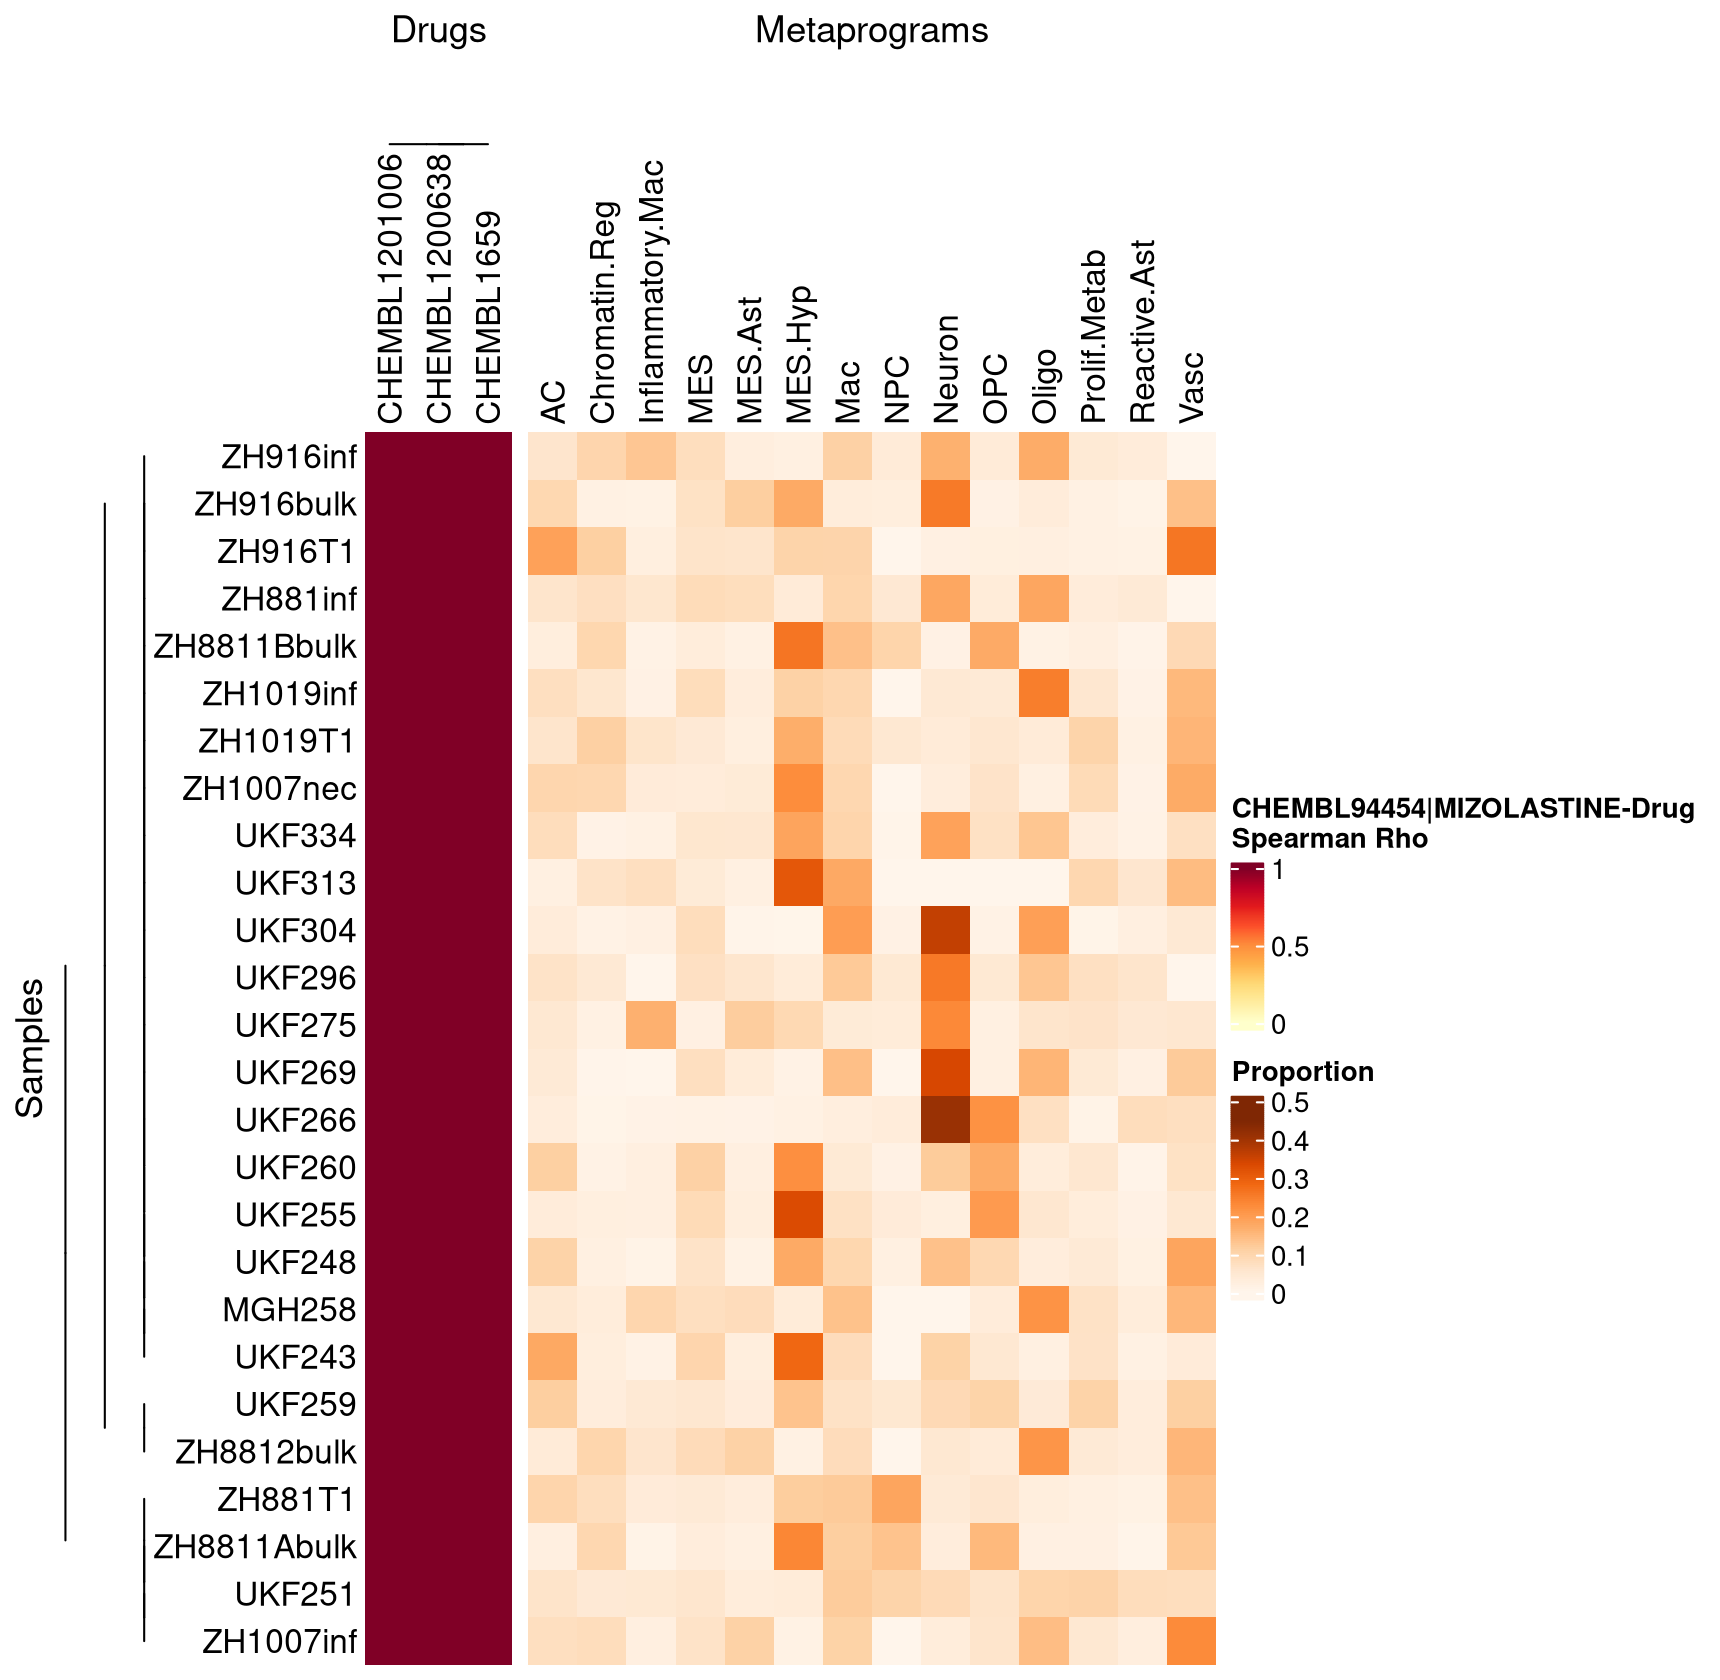 Drugs
Metaprograms
CHEMBL1201006
CHEMBL1200638
CHEMBL1659
AC
Chromatin.Reg
Inflammatory.Mac
MES
MES.Ast
MES.Hyp
Mac
NPC
Neuron
OPC
Oligo
Prolif.Metab
Reactive.Ast
Vasc
Samples
ZH916inf
ZH916bulk
ZH916T1
ZH881inf
ZH8811Bbulk
ZH1019inf
ZH1019T1
ZH1007nec
UKF334
UKF313
UKF304
UKF296
UKF275
UKF269
UKF266
UKF260
UKF255
UKF248
MGH258
UKF243
UKF259
ZH8812bulk
ZH881T1
ZH8811Abulk
UKF251
ZH1007inf
CHEMBL94454|MIZOLASTINE-Drug
Spearman Rho
1
0.5
0
Proportion
0.5
0.4
0.3
0.2
0.1
0